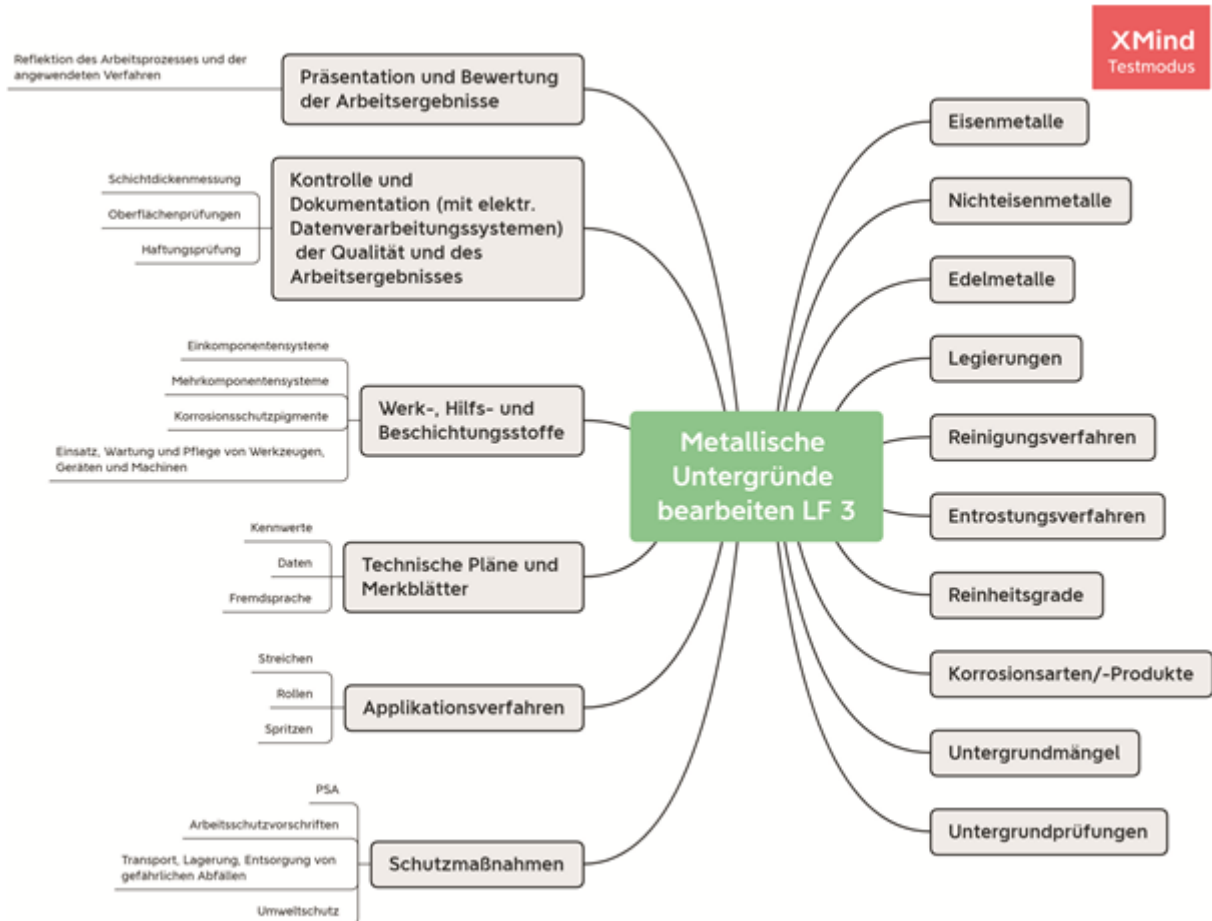 XMind
Testmodus
Reflektion des Arbeitsprozesses und der
angewendeten Verfahren
Präsentation und Bewertung
der Arbeitsergebnisse
Schichtdickenmessung
Oberflächenprüfungen
Haftungsprüfung
Kontrolle und
Dokumentation (mit elektr.
Datenverarbeitungssystemen)
der Qualität und des
Arbeitsergebnisses
Einkomponentensystene
Mehrkomponentensysteme
Korrosionsschutzpigmente
Einsatz, Wartung und Pflege von Werkzeugen,
Geräten und Machinen
Werk-, Hilfs- und
Beschichtungsstoffe
Kennwerte
Daten
Fremdsprache
Technische Pläne und
Merkblätter
Streichen
Rollen
Spritzen
Applikationsverfahren
PSA
Arbeitsschutzvorschriften
Transport, Lagerung, Entsorgung von
gefährlichen Abfällen
Umweltschutz
Schutzmaßnahmen
Metallische
Untergründe
bearbeiten LF 3
Eisenmetalle
Nichteisenmetalle
Edelmetalle
Legierungen
Reinigungsverfahren
Entrostungsverfahren
Reinheitsgrade
Korrosionsarten/-Produkte
Untergrundmängel
Untergrundprüfungen